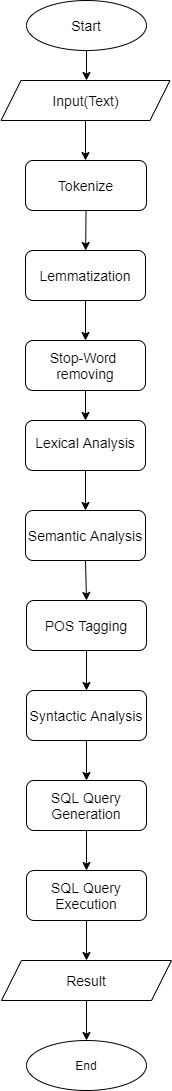 Start
Input(Text)
Tokenize
Lemmatization
Stop-Word
removing
Lexical Analysis
Semantic Analysis
POS Tagging
Syntactic Analysis
SQL Query
Generation
SQL Query
Execution
Result
End